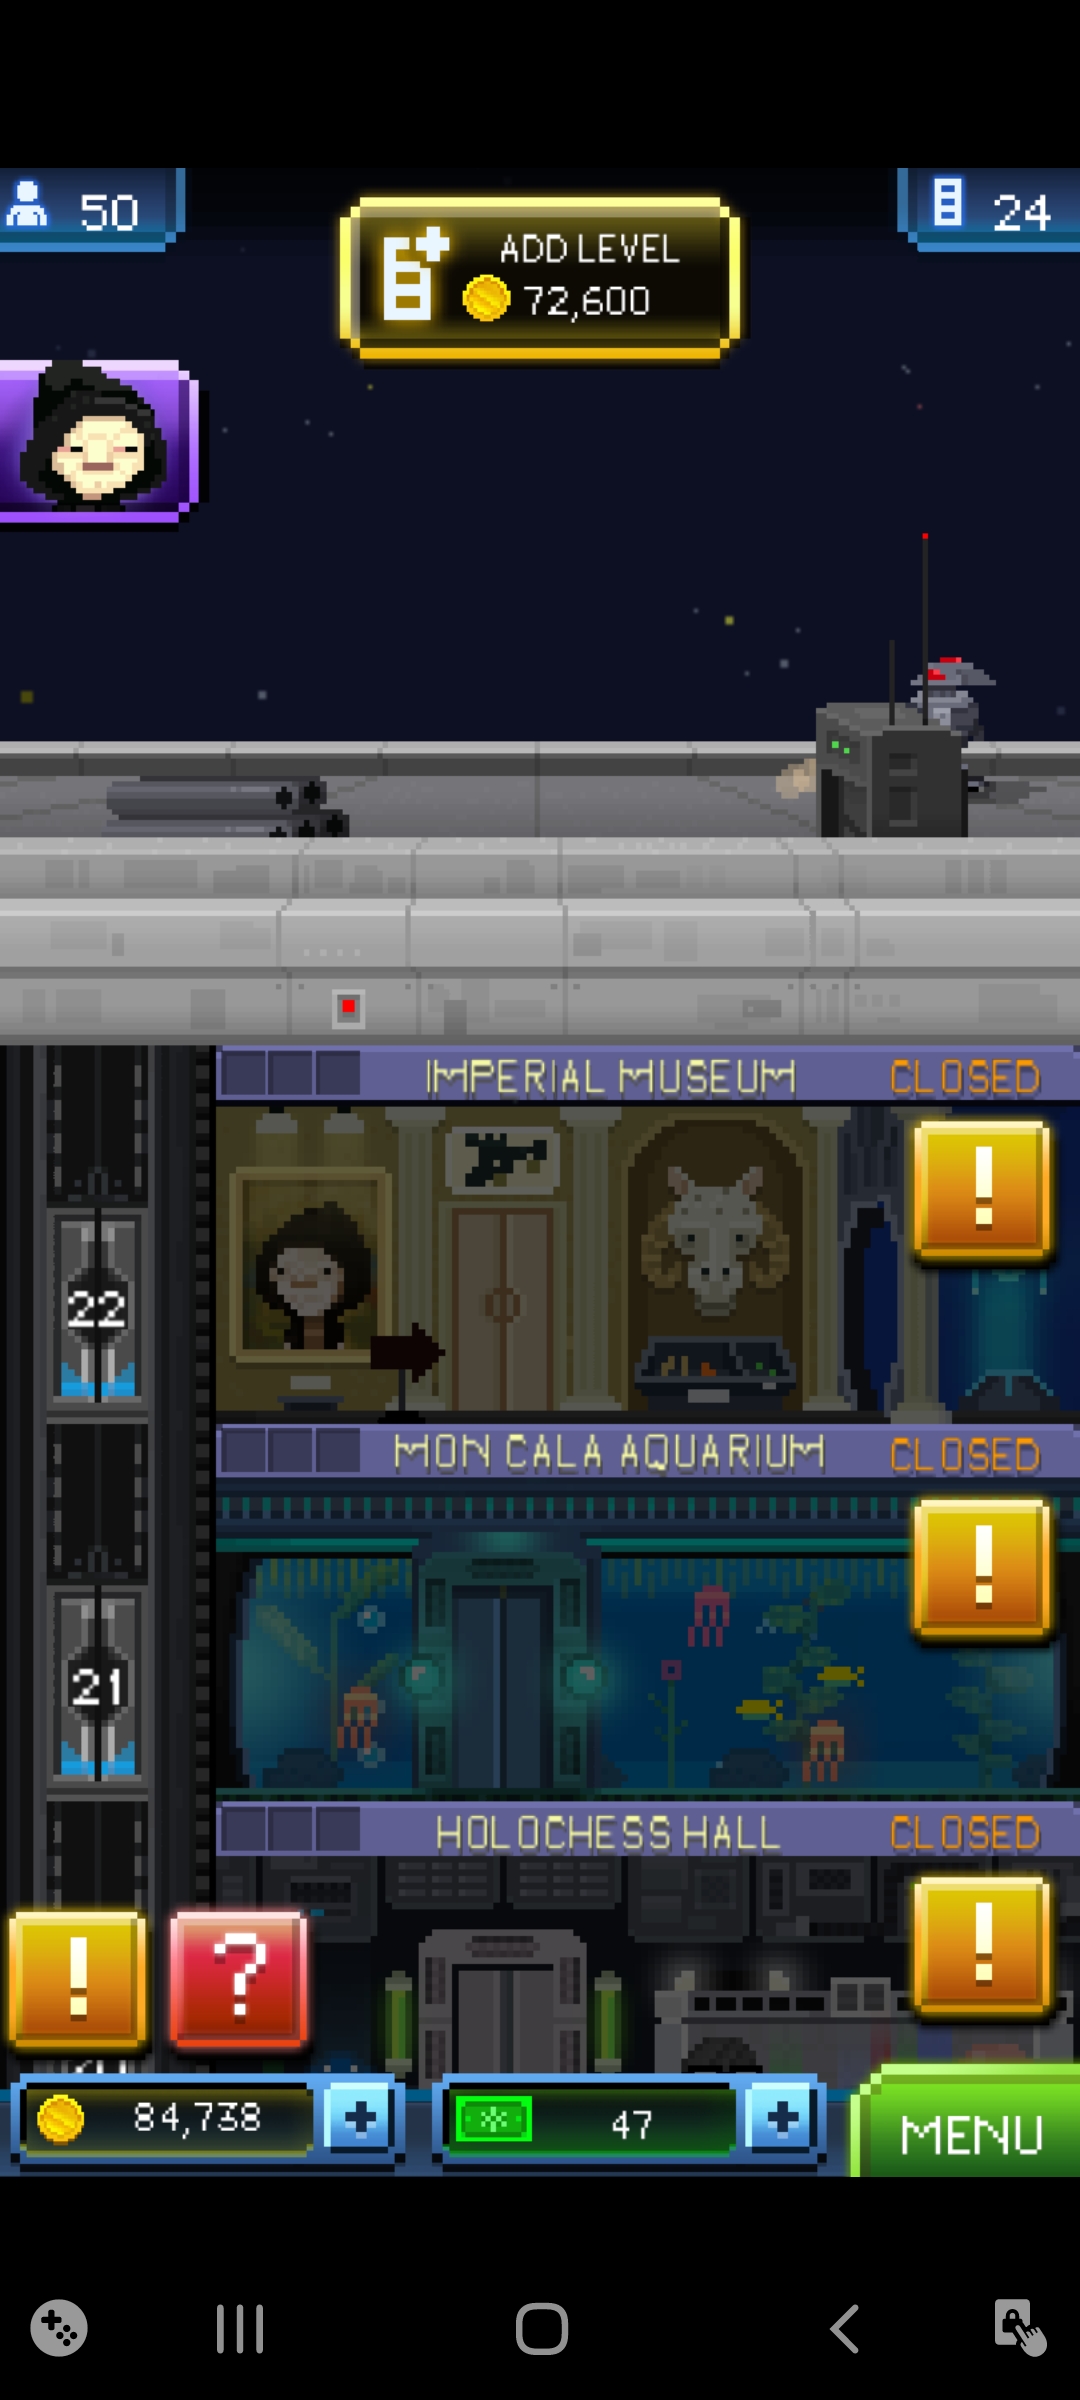 50
ADD LEVEL
72,600
24
IMPERIAL MUSEUM CLOSED
22
MON CALA AQUARIUM CLOSED
21
HOLOCHESS HALL CLOSED
84,738
47
MENU